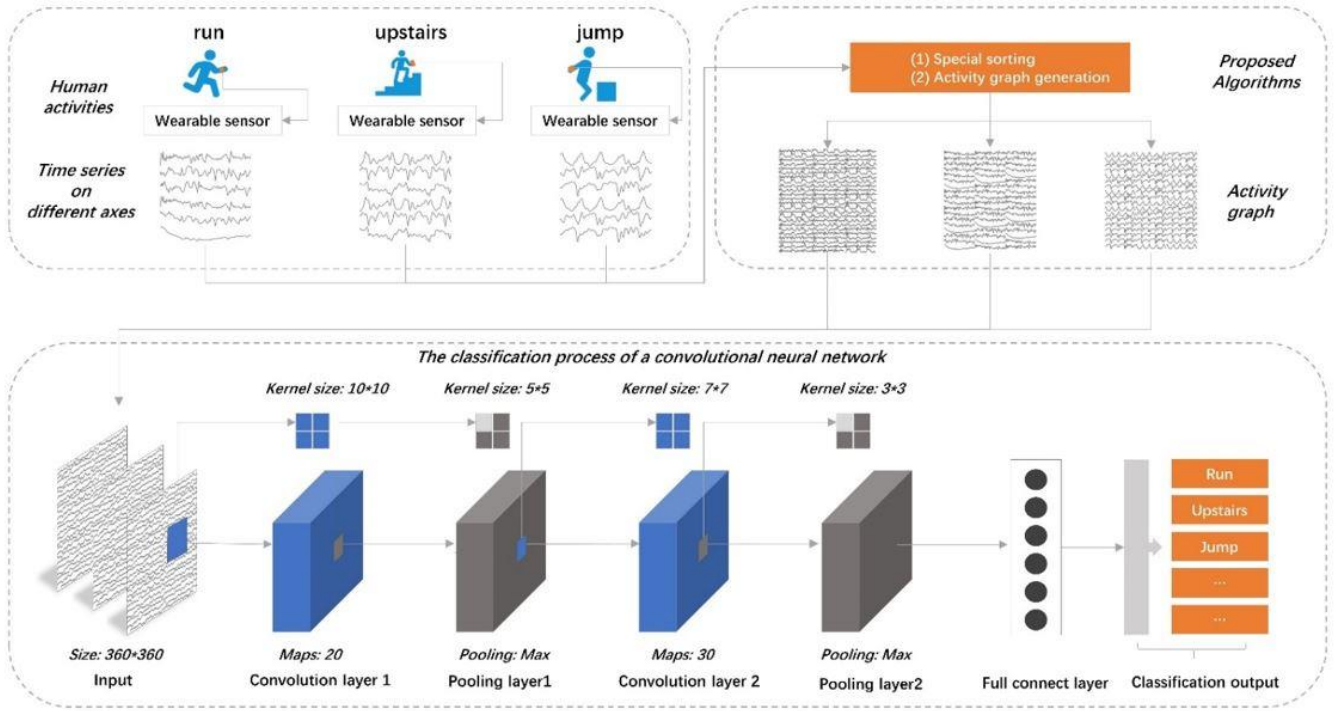 run
upstairs
jump
Human
activities
Wearable sensor
Wearable sensor
Wearable sensor
Time series
on
different axes
(1) Special sorting
(2) Activity graph generation
Proposed
Algorithms
Activity
graph
The classification process of a convolutional neural network
Kernel size: 10*10
Kernel size: 5*5
Kernel size: 7*7
Kernel size: 3*3
Run
Upstairs
Jump
...
...
Size: 360*360
Maps: 20
Pooling: Max
Maps: 30
Pooling: Max
Input
Convolution layer 1
Pooling layer1
Convolution layer 2
Pooling layer2
Full connect layer
Classification output